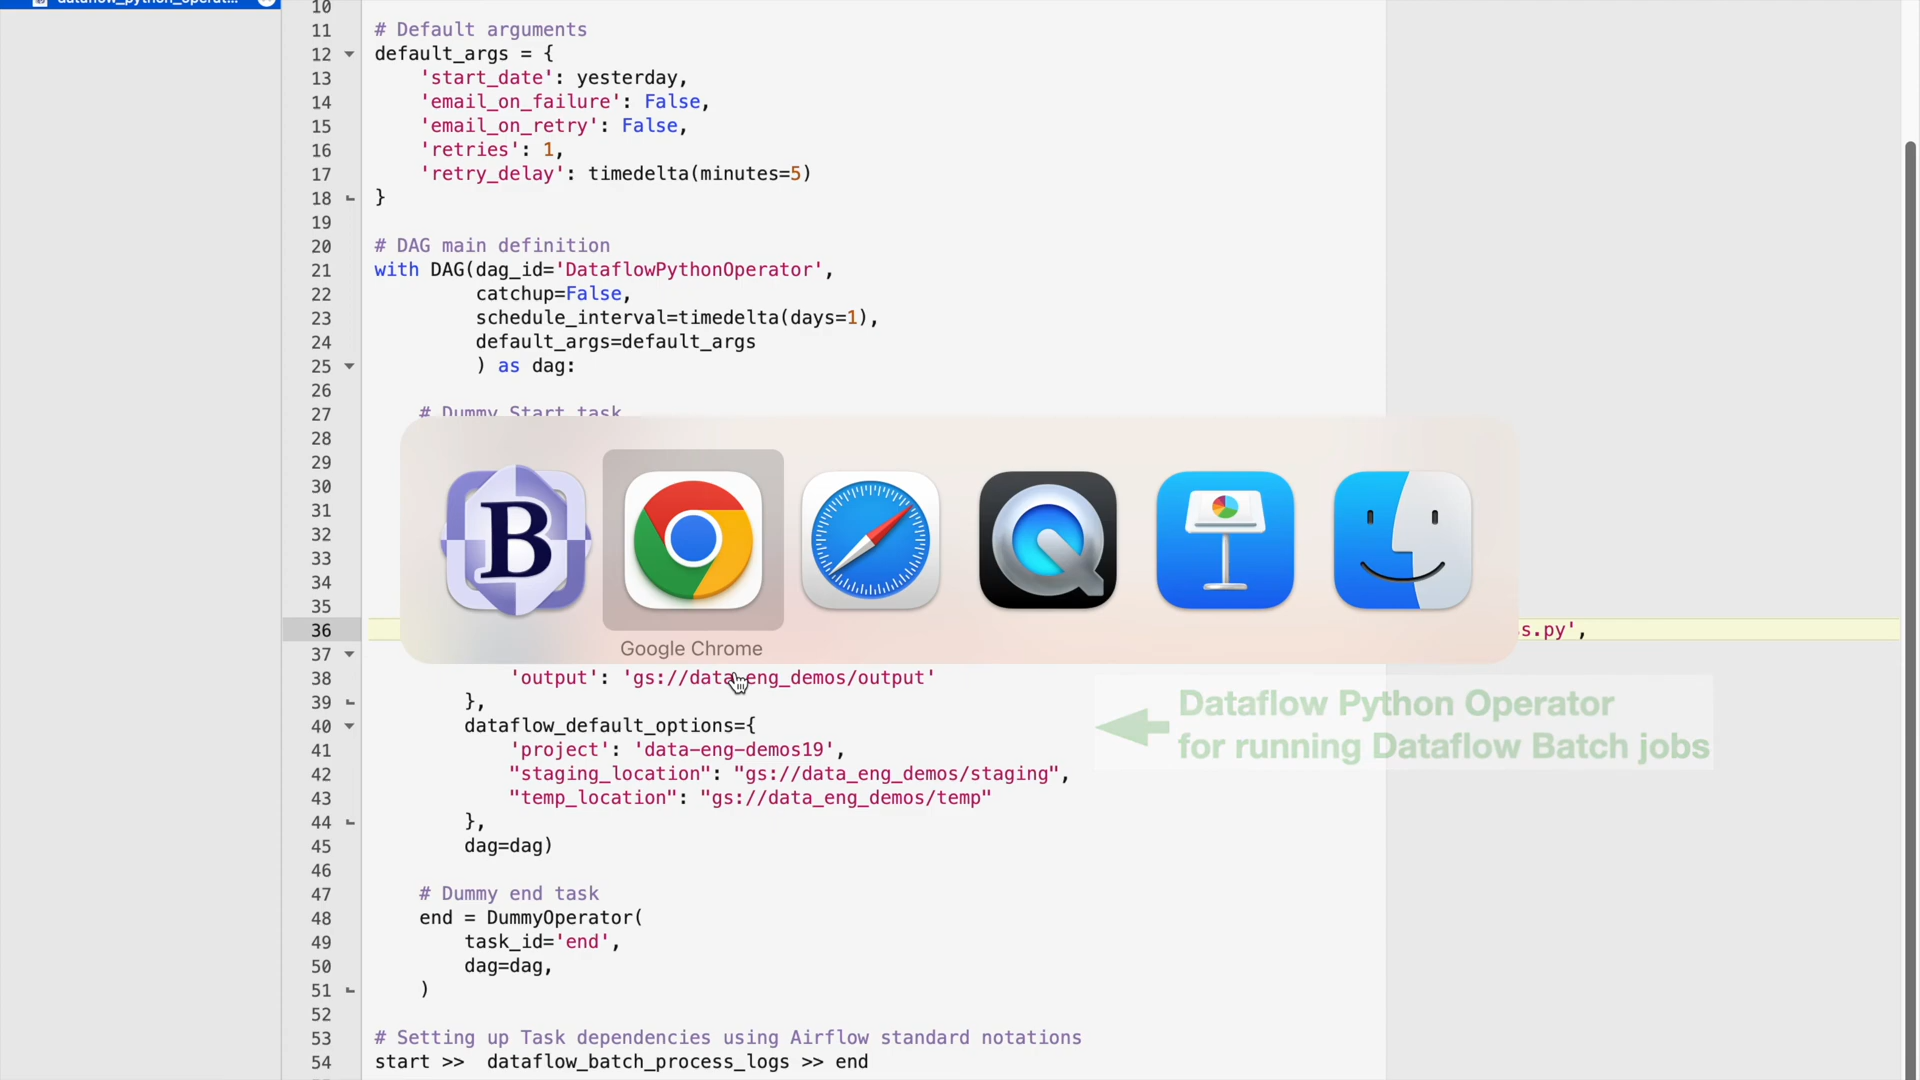 dataflow_python_operat...
10
11 # Default arguments
12 default_args = {
13 'start_date': yesterday,
14 'email_on_failure': False,
15 'email_on_retry': False,
16 'retries': 1,
17 'retry_delay': timedelta(minutes=5)
18 }
19
20 # DAG main definition
21 with DAG(dag_id='DataflowPythonOperator',
22 catchup=False,
23 schedule_interval=timedelta(days=1),
24 default_args=default_args
25 ) as dag:
26
27 # Dummy Start task
28
29
30
31
32
33
34
35
36 s.py',
37
Google Chrome
38 'output': 'gs://data_eng_demos/output'
39 },
40 dataflow_default_options={
41 'project': 'data-eng-demos19',
42 "staging_location": "gs://data_eng_demos/staging",
43 "temp_location": "gs://data_eng_demos/temp"
44 },
45 dag=dag)
46
47 # Dummy end task
48 end = DummyOperator(
49 task_id='end',
50 dag=dag,
51 )
52
53 # Setting up Task dependencies using Airflow standard notations
54 start >> dataflow_batch_process_logs >> end
Dataflow Python Operator
for running Dataflow Batch jobs
B